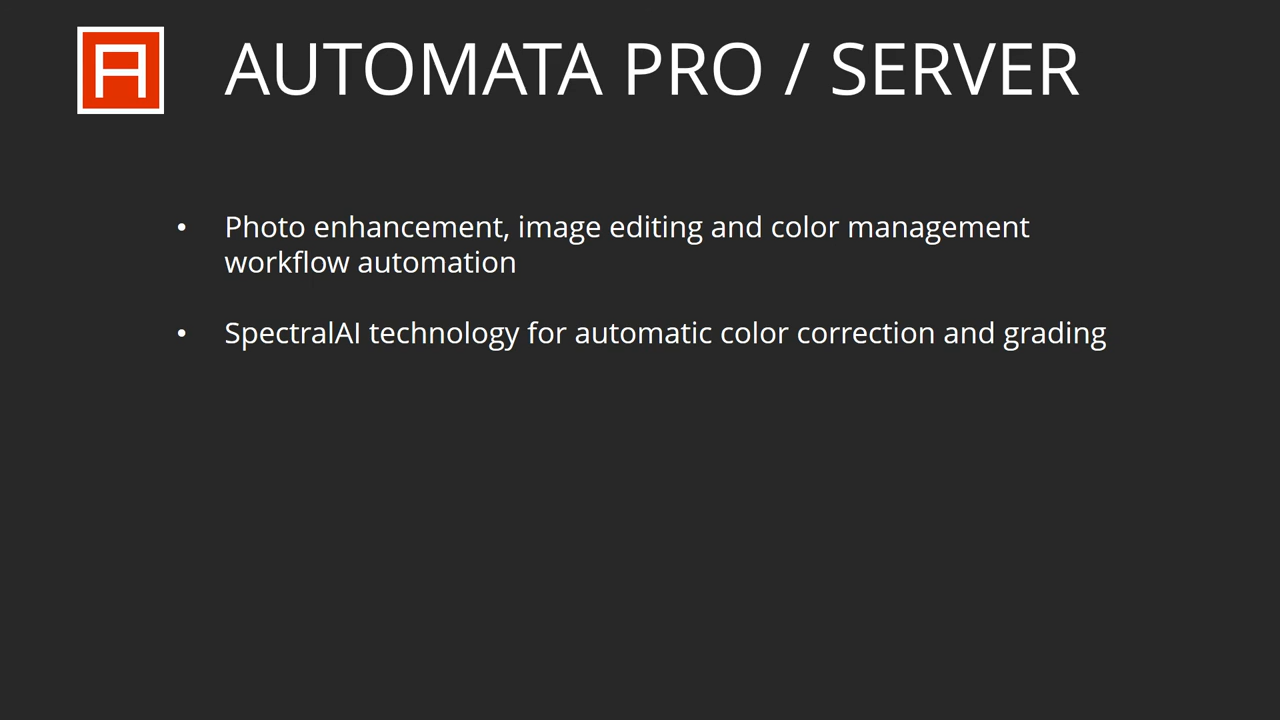 A
AUTOMATA PRO / SERVER
• Photo enhancement, image editing and color management
workflow automation
• SpectralAI technology for automatic color correction and grading